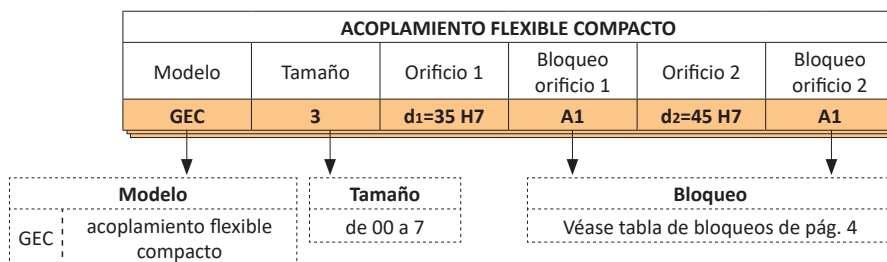 ACOPLAMIENTO FLEXIBLE COMPACTO
Modelo Tamaño Orificio 1 Bloqueo orificio 1 Orificio 2 Bloqueo orificio 2
GEC 3 d1=35 H7 A1 d2=45 H7 A1
Modelo
GEC acoplamiento flexible compacto
Tamaño
de 00 a 7
Bloqueo
Véase tabla de bloqueos de pág. 4